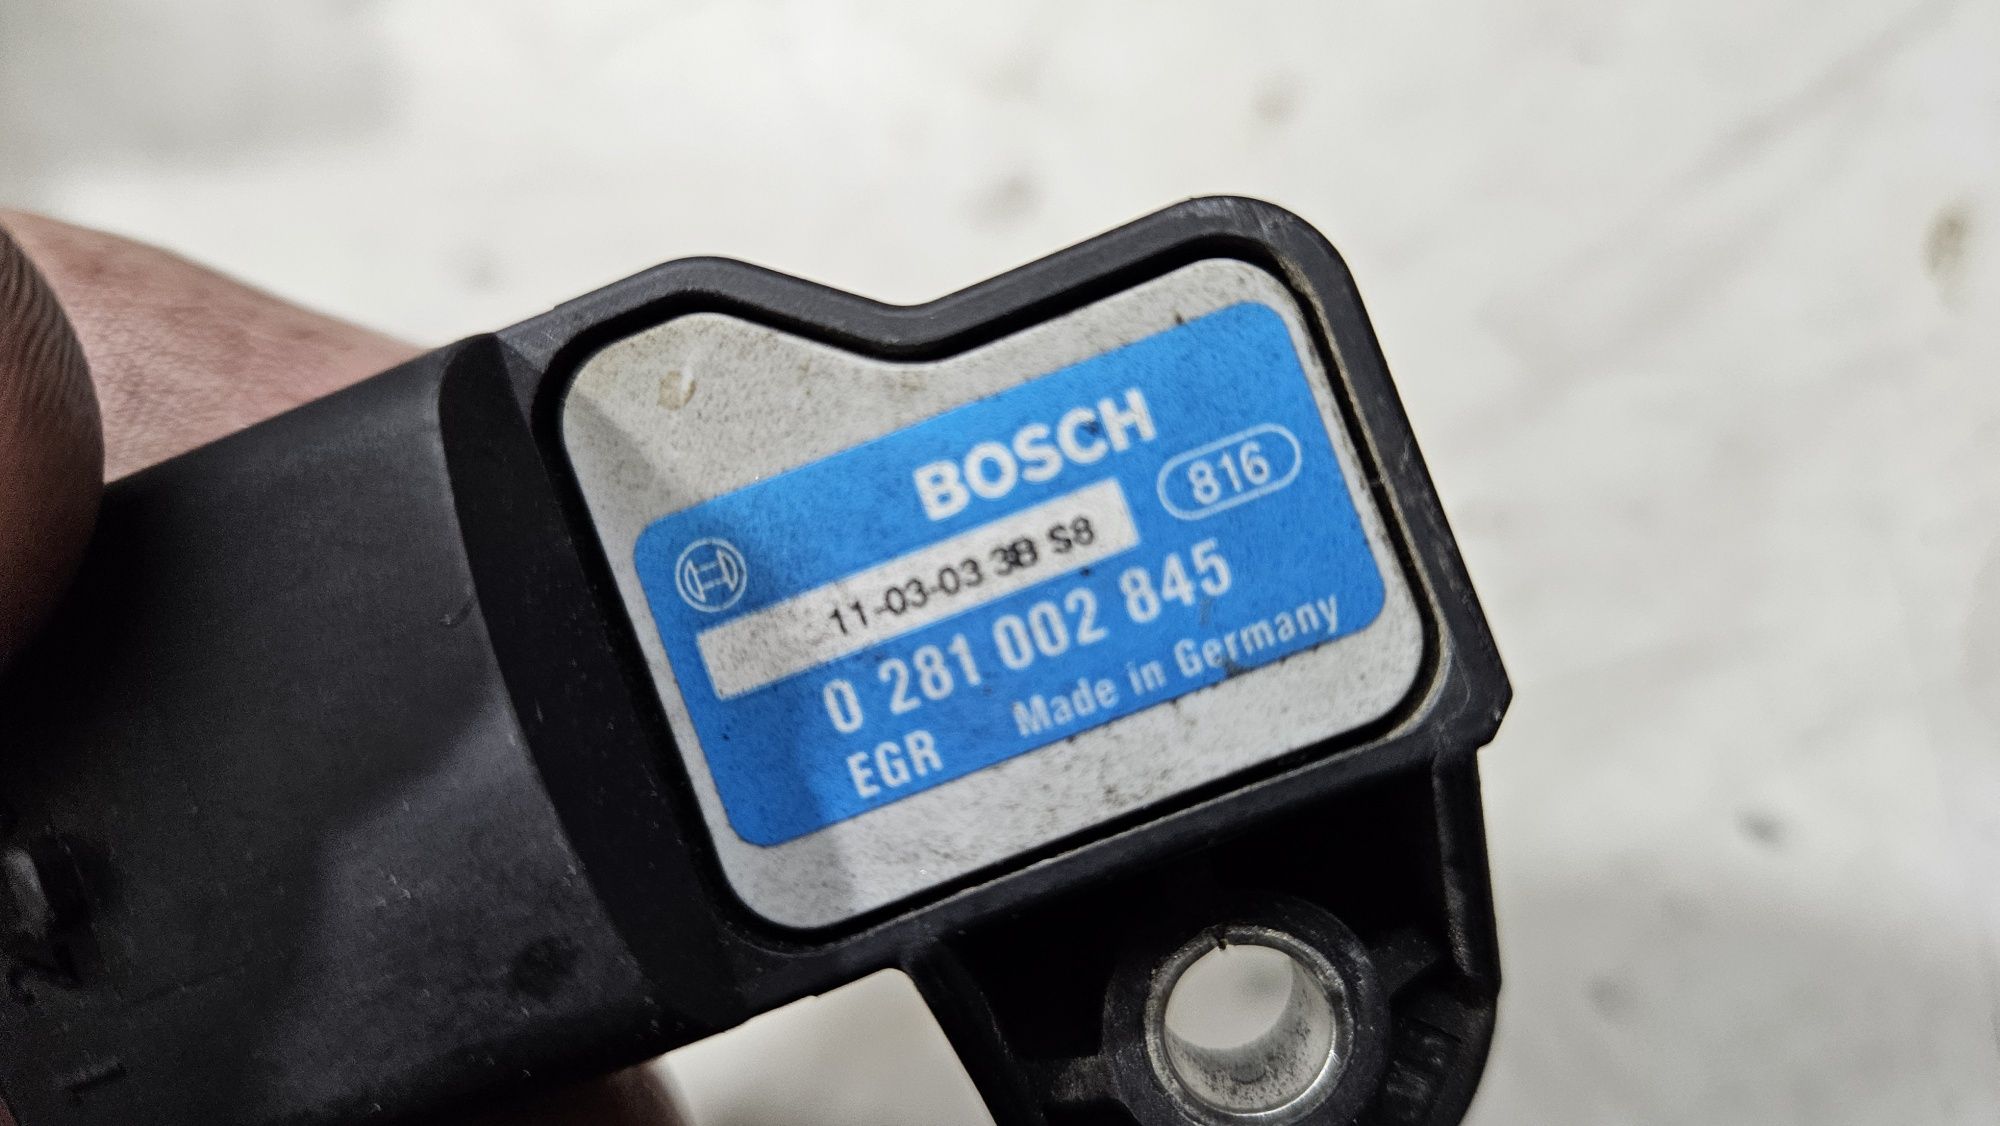 BOSCH
816
11-03-03 3B S8
0 281 002 845
EGR Made in Germany